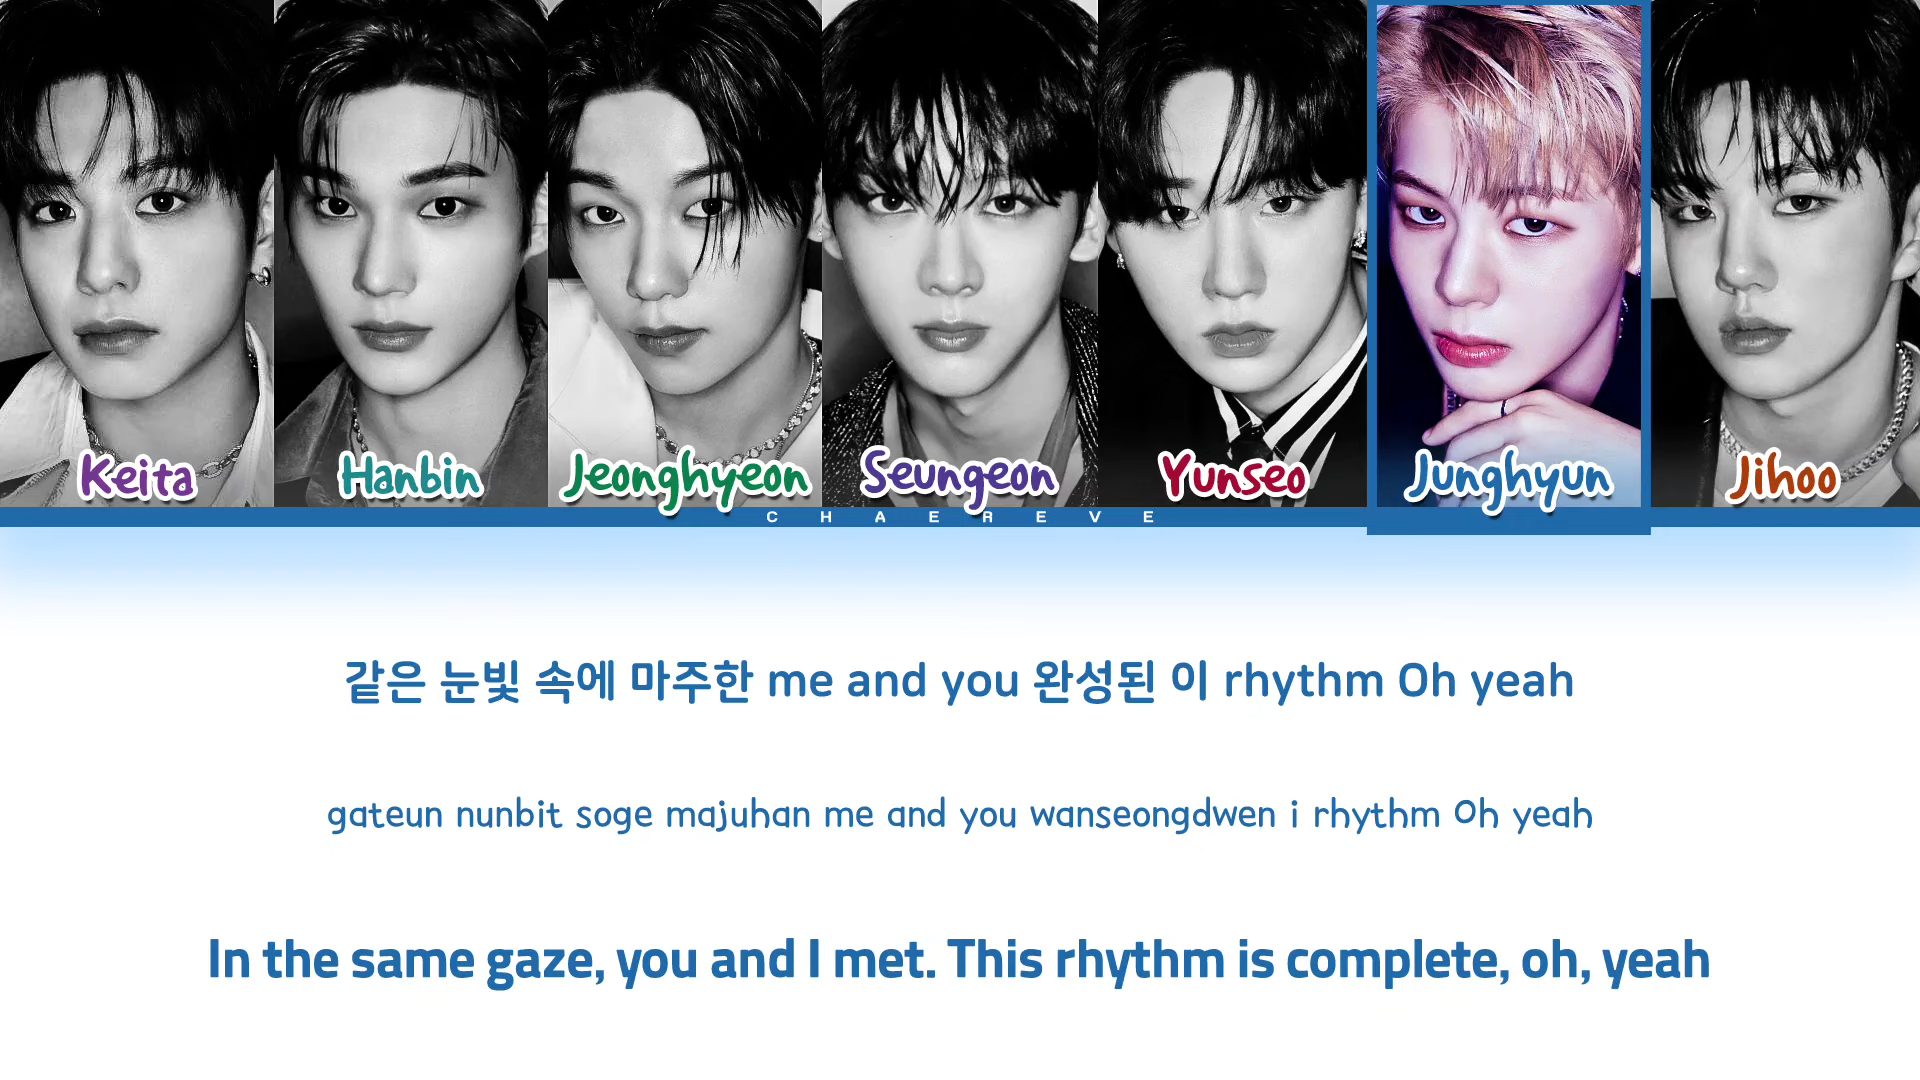 Keita Hanbin Jeonghyeon Seungeon Yunseo Junghyun Jihoo
CHAEREVE
같은 눈빛 속에 마주한 me and you 완성된 이 rhythm Oh yeah
gateun nunbit soge majuhan me and you wanseongdwen i rhythm Oh yeah
In the same gaze, you and I met. This rhythm is complete, oh, yeah